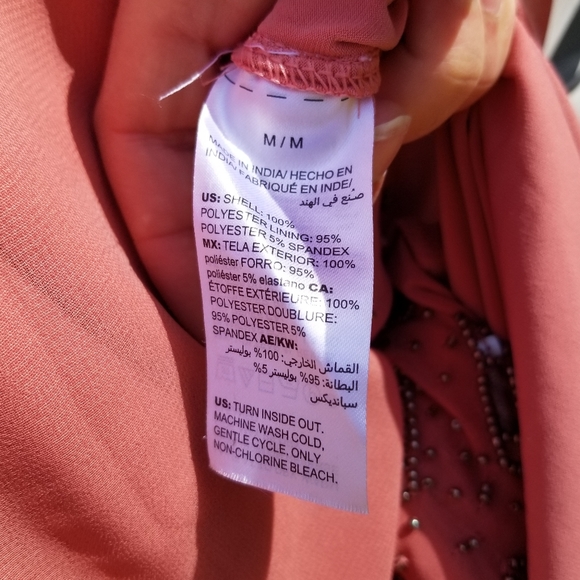 M / M
MADE IN INDIA/ HECHO EN
INDIA/ FABRIQUÉ EN INDE/
صنع في الهند
US: SHELL: 100%
POLYESTER LINING: 95%
POLYESTER 5% SPANDEX
MX: TELA EXTERIOR: 100%
poliéster FORRO: 95%
poliéster 5% elastano CA:
ÉTOFFE EXTÉRIEURE: 100%
POLYESTER DOUBLURE:
95% POLYESTER 5%
SPANDEX AE/KW:
القماش الخارجي: 100% بوليستر
البطانة: 95% بوليستر 5%
سبانديكس
US: TURN INSIDE OUT.
MACHINE WASH COLD,
GENTLE CYCLE, ONLY
NON-CHLORINE BLEACH,